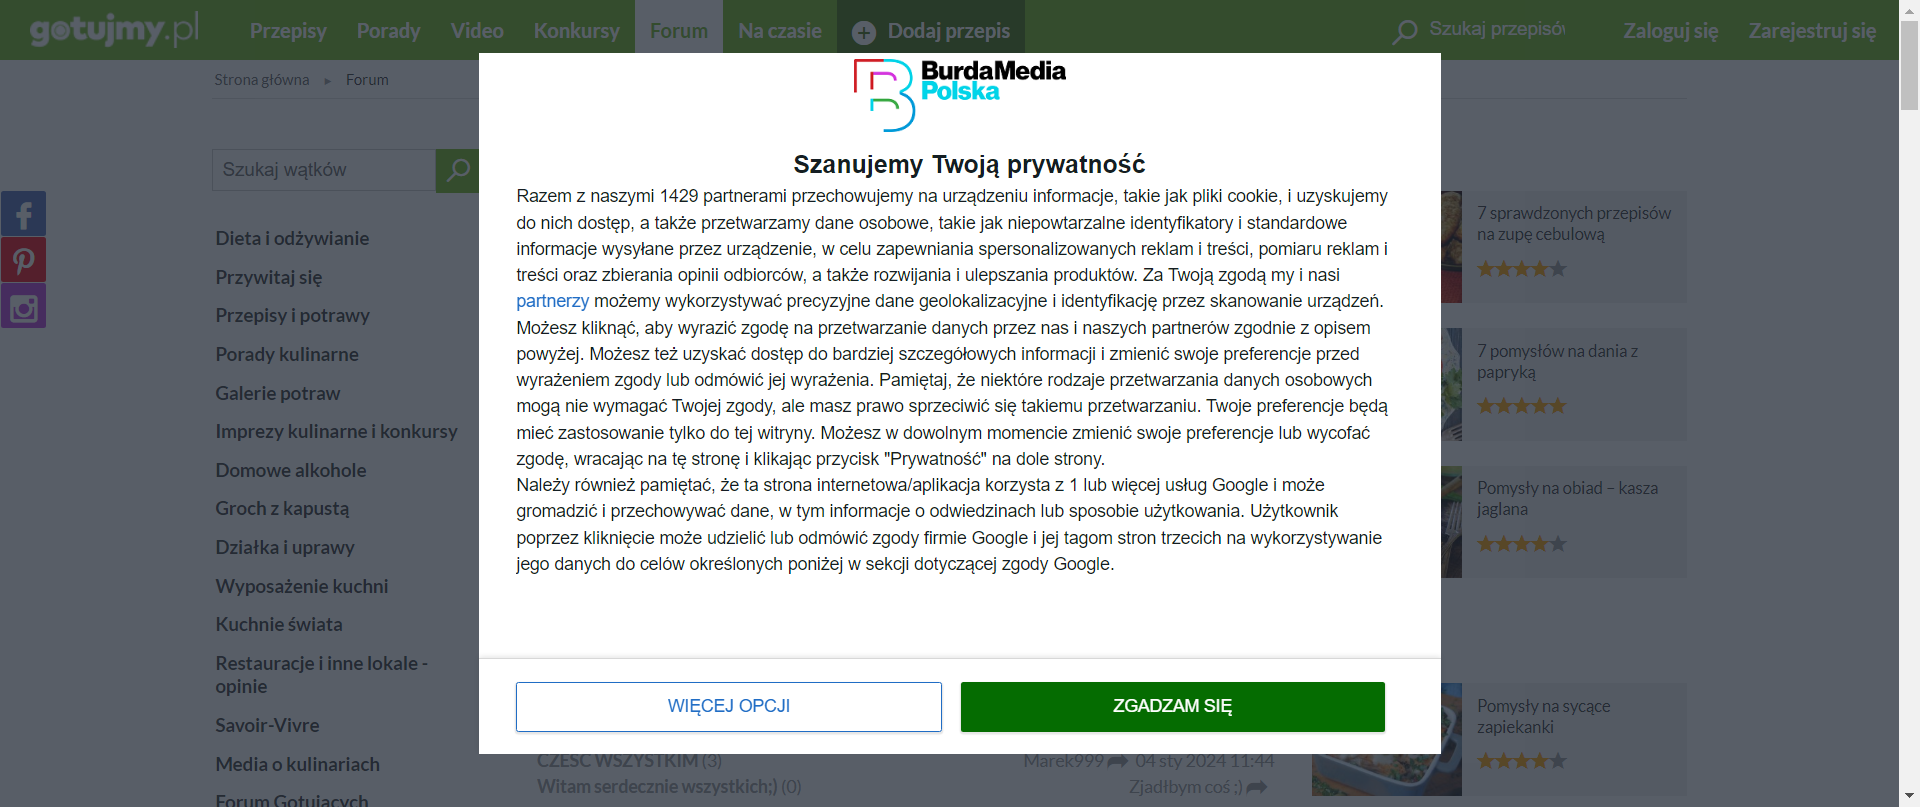 gotujmy.pl Przepisy Porady Video Konkursy Forum Na czasie Dodaj przepis Szukaj przepisów Zaloguj się Zarejestruj się
Strona główna Forum
Szukaj wątków
Dieta i odżywianie
Przywitaj się
Przepisy i potrawy
Porady kulinarne
Galerie potraw
Imprezy kulinarne i konkursy
Domowe alkohole
Groch z kapustą
Działka i uprawy
Wyposażenie kuchni
Kuchnie świata
Restauracje i inne lokale -
opinie
Savoir-Vivre
Media o kulinariach
Forum Gotujących
BurdaMedia
Polska
Szanujemy Twoją prywatność
Razem z naszymi 1429 partnerami przechowujemy na urządzeniu informacje, takie jak pliki cookie, i uzyskujemy
do nich dostęp, a także przetwarzamy dane osobowe, takie jak niepowtarzalne identyfikatory i standardowe
informacje wysyłane przez urządzenie, w celu zapewniania spersonalizowanych reklam i treści, pomiaru reklam i
treści oraz zbierania opinii odbiorców, a także rozwijania i ulepszania produktów. Za Twoją zgodą my i nasi
partnerzy możemy wykorzystywać precyzyjne dane geolokalizacyjne i identyfikację przez skanowanie urządzeń.
Możesz kliknąć, aby wyrazić zgodę na przetwarzanie danych przez nas i naszych partnerów zgodnie z opisem
powyżej. Możesz też uzyskać dostęp do bardziej szczegółowych informacji i zmienić swoje preferencje przed
wyrażeniem zgody lub odmówić jej wyrażenia. Pamiętaj, że niektóre rodzaje przetwarzania danych osobowych
mogą nie wymagać Twojej zgody, ale masz prawo sprzeciwić się takiemu przetwarzaniu. Twoje preferencje będą
mieć zastosowanie tylko do tej witryny. Możesz w dowolnym momencie zmienić swoje preferencje lub wycofać
zgodę, wracając na tę stronę i klikając przycisk "Prywatność" na dole strony.
Należy również pamiętać, że ta strona internetowa/aplikacja korzysta z 1 lub więcej usług Google i może
gromadzić i przechowywać dane, w tym informacje o odwiedzinach lub sposobie użytkowania. Użytkownik
poprzez kliknięcie może udzielić lub odmówić zgody firmie Google i jej tagom stron trzecich na wykorzystywanie
jego danych do celów określonych poniżej w sekcji dotyczącej zgody Google.
WIĘCEJ OPCJI ZGADZAM SIĘ
CZEŚĆ WSZYSTKIM (3) Marek999 04 sty 2024 11:44
Witam serdecznie wszystkich;) (0) Zjadłbym coś ;)
7 sprawdzonych przepisów
na zupę cebulową
7 pomysłów na dania z
papryką
Pomysły na obiad – kasza
jaglana
Pomysły na sycące
zapiekanki